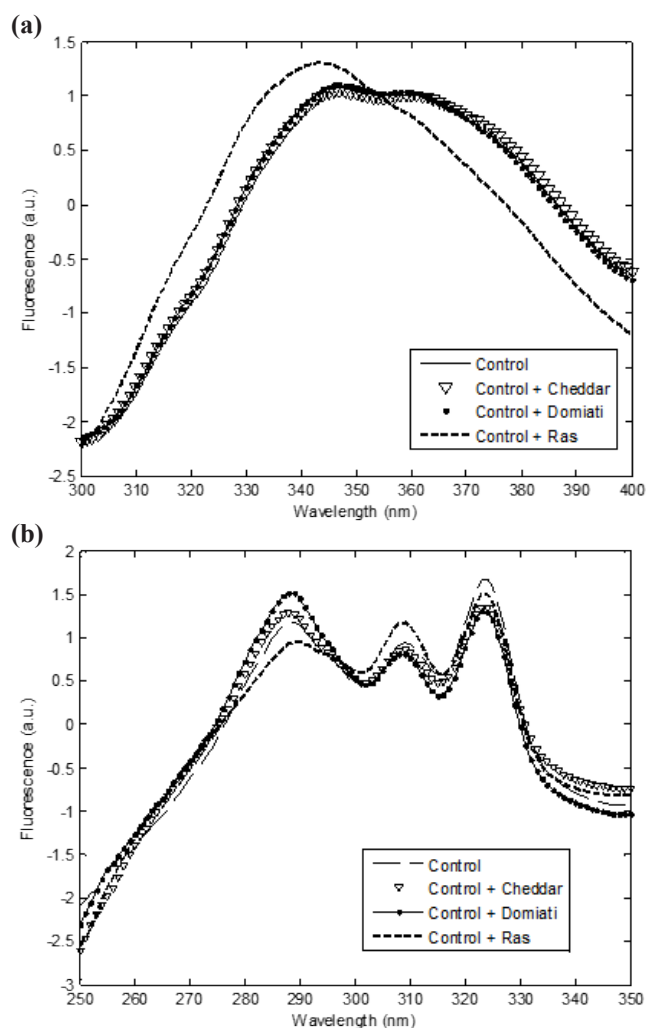 (a)
1.5
1
0.5
0
-0.5
-1
-1.5
-2
-2.5
Fluorescence (a.u.)
Control
Control + Cheddar
Control + Domiati
Control + Ras
300 310 320 330 340 350 360 370 380 390 400
Wavelength (nm)
(b)
2
1.5
1
0.5
0
-0.5
-1
-1.5
-2
-2.5
-3
Fluorescence (a.u.)
Control
Control + Cheddar
Control + Domiati
Control + Ras
250 260 270 280 290 300 310 320 330 340 350
Wavelength (nm)